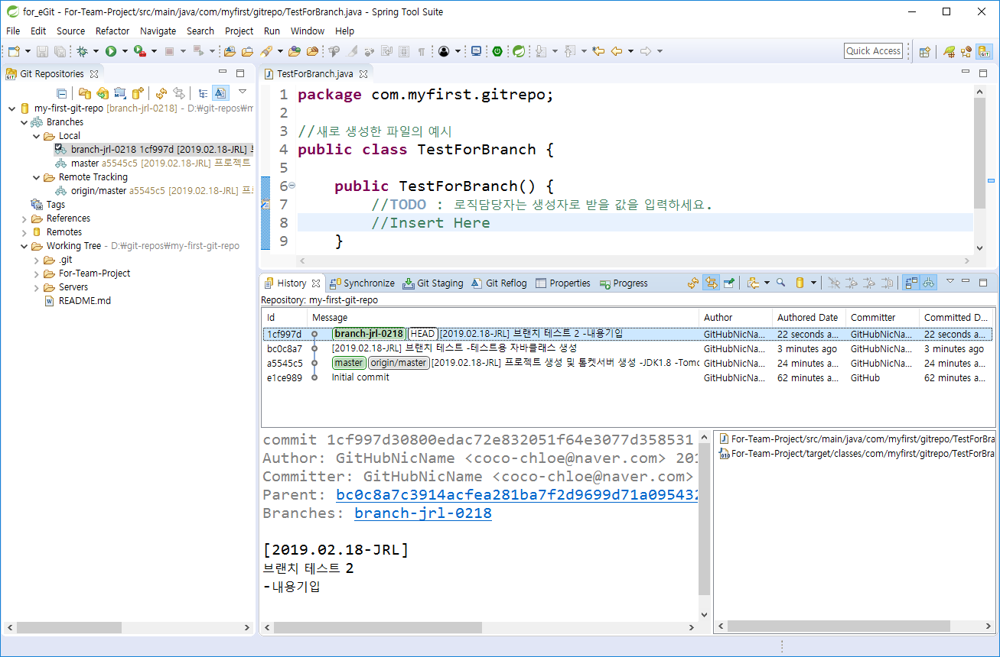 for_eGit - For-Team-Project/src/main/java/com/myfirst/gitrepo/TestForBranch.java - Spring Tool Suite
File Edit Source Refactor Navigate Search Project Run Window Help
Quick Access
Git Repositories
my-first-git-repo [branch-jrl-0218] - D:₩git-repos₩m
Branches
Local
branch-jrl-0218 1cf997d [2019.02.18-JRL]
master a5545c5 [2019.02.18-JRL] 프로젝트
Remote Tracking
origin/master a5545c5 [2019.02.18-JRL] 프
Tags
References
Remotes
Working Tree - D:₩git-repos₩my-first-git-repo
.git
For-Team-Project
Servers
README.md
TestForBranch.java
1 package com.myfirst.gitrepo;
2
3 //새로 생성한 파일의 예시
4 public class TestForBranch {
5
6 public TestForBranch() {
7 //TODO : 로직담당자는 생성자로 받을 값을 입력하세요.
8 //Insert Here
9 }
History Synchronize Git Staging Git Reflog Properties Progress
Repository: my-first-git-repo
Id Message Author Authored Date Committer Committed D...
1cf997d branch-jrl-0218 HEAD [2019.02.18-JRL] 브랜치 테스트 2 -내용기입 GitHubNicNa... 22 seconds a... GitHubNicNa... 22 seconds a...
bc0c8a7 [2019.02.18-JRL] 브랜치 테스트 -테스트용 자바클래스 생성 GitHubNicNa... 3 minutes ago GitHubNicNa... 3 minutes ago
a5545c5 master origin/master [2019.02.18-JRL] 프로젝트 생성 및 톰켓서버 생성 -JDK1.8 -Tomc GitHubNicNa... 24 minutes a... GitHubNicNa... 24 minutes a...
e1ce989 Initial commit GitHubNicNa... 62 minutes a... GitHub 62 minutes a...
commit 1cf997d30800edac72e832051f64e3077d358531
Author: GitHubNicName <coco-chloe@naver.com> 201
Committer: GitHubNicName <coco-chloe@naver.com>
Parent: bc0c8a7c3914acfea281ba7f2d9699d71a095432
Branches: branch-jrl-0218
[2019.02.18-JRL]
브랜치 테스트 2
-내용기입
For-Team-Project/src/main/java/com/myfirst/gitrepo/TestForBra
For-Team-Project/target/classes/com/myfirst/gitrepo/TestForBra